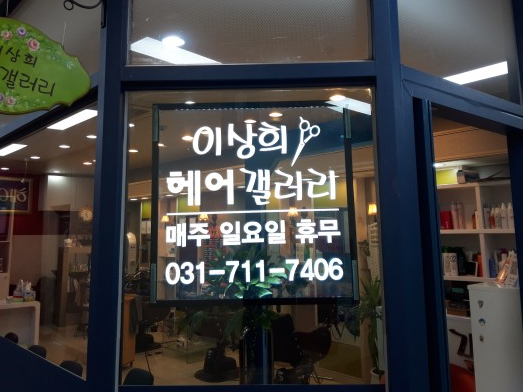 이상희
갤러리
이상희
헤어갤러리
매주 일요일 휴무
031-711-7406